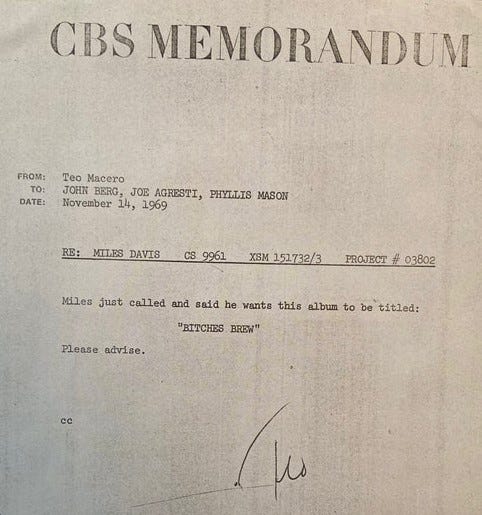 CBS MEMORANDUM
FROM: Teo Macero
TO: JOHN BERG, JOE AGRESTI, PHYLLIS MASON
DATE: November 14, 1969
RE: MILES DAVIS CS 9961 XSM 151732/3 PROJECT # 03802
Miles just called and said he wants this album to be titled:
"BITCHES BREW"
Please advise.
cc
Teo